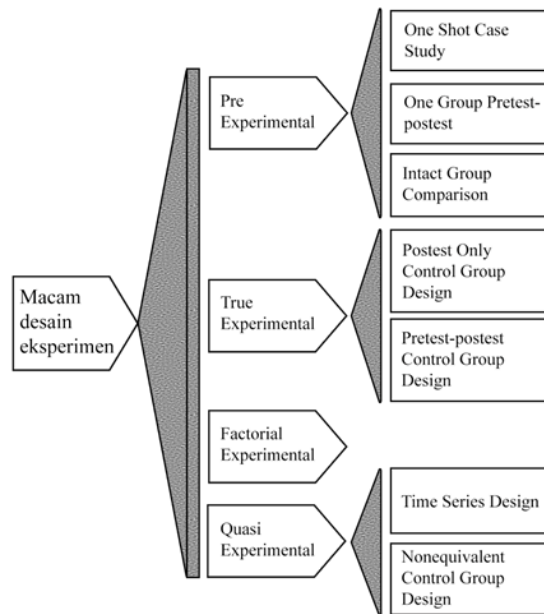 Macam
desain
eksperimen
Pre
Experimental
One Shot Case
Study
One Group Pretest-
postest
Intact Group
Comparison
True
Experimental
Postest Only
Control Group
Design
Pretest-postest
Control Group
Design
Factorial
Experimental
Quasi
Experimental
Time Series Design
Nonequivalent
Control Group
Design